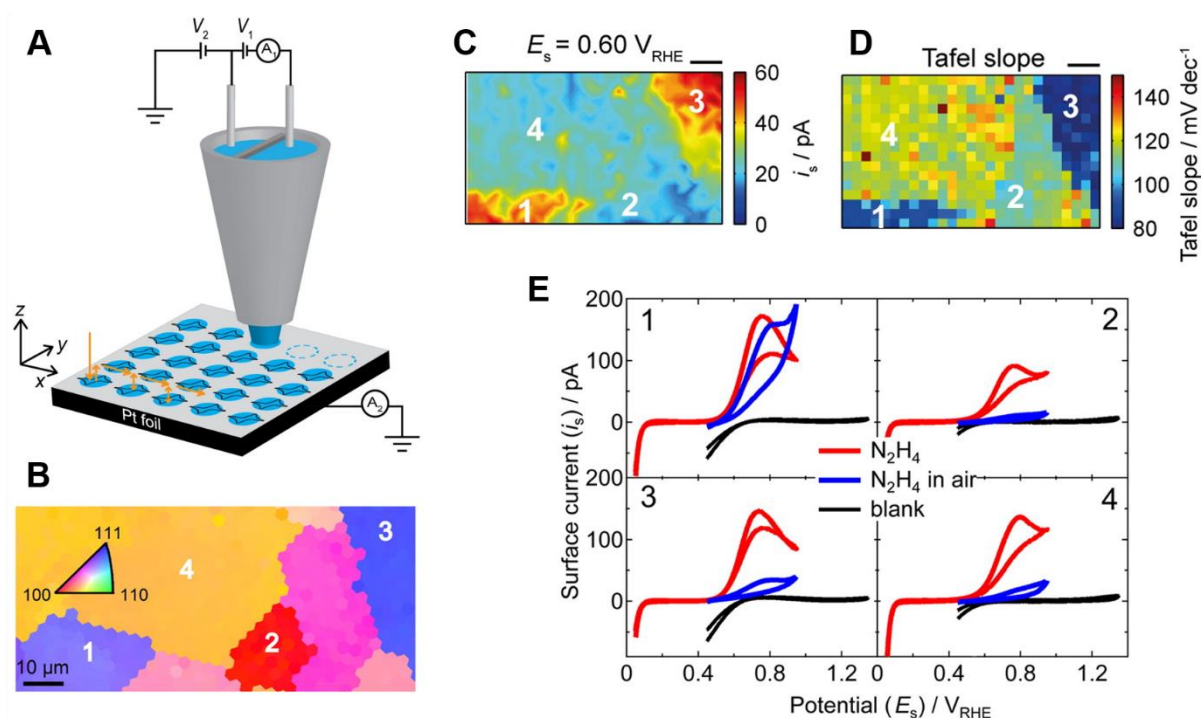 A
V₂
V₁
A₁
z
y
x
Pt foil
A₂
B
111
100
110
1
2
3
4
10 μm
C
Eₛ = 0.60 V_RHE
1
2
3
4
60
40
20
0
iₛ / pA
D
Tafel slope
1
2
3
4
140
120
100
80
Tafel slope / mV dec⁻¹
E
1
2
3
4
200
100
0
200
100
0
Surface current (iₛ) / pA
N₂H₄
N₂H₄ in air
blank
0 0.4 0.8 1.2
0 0.4 0.8 1.2
Potential (Eₛ) / V_RHE